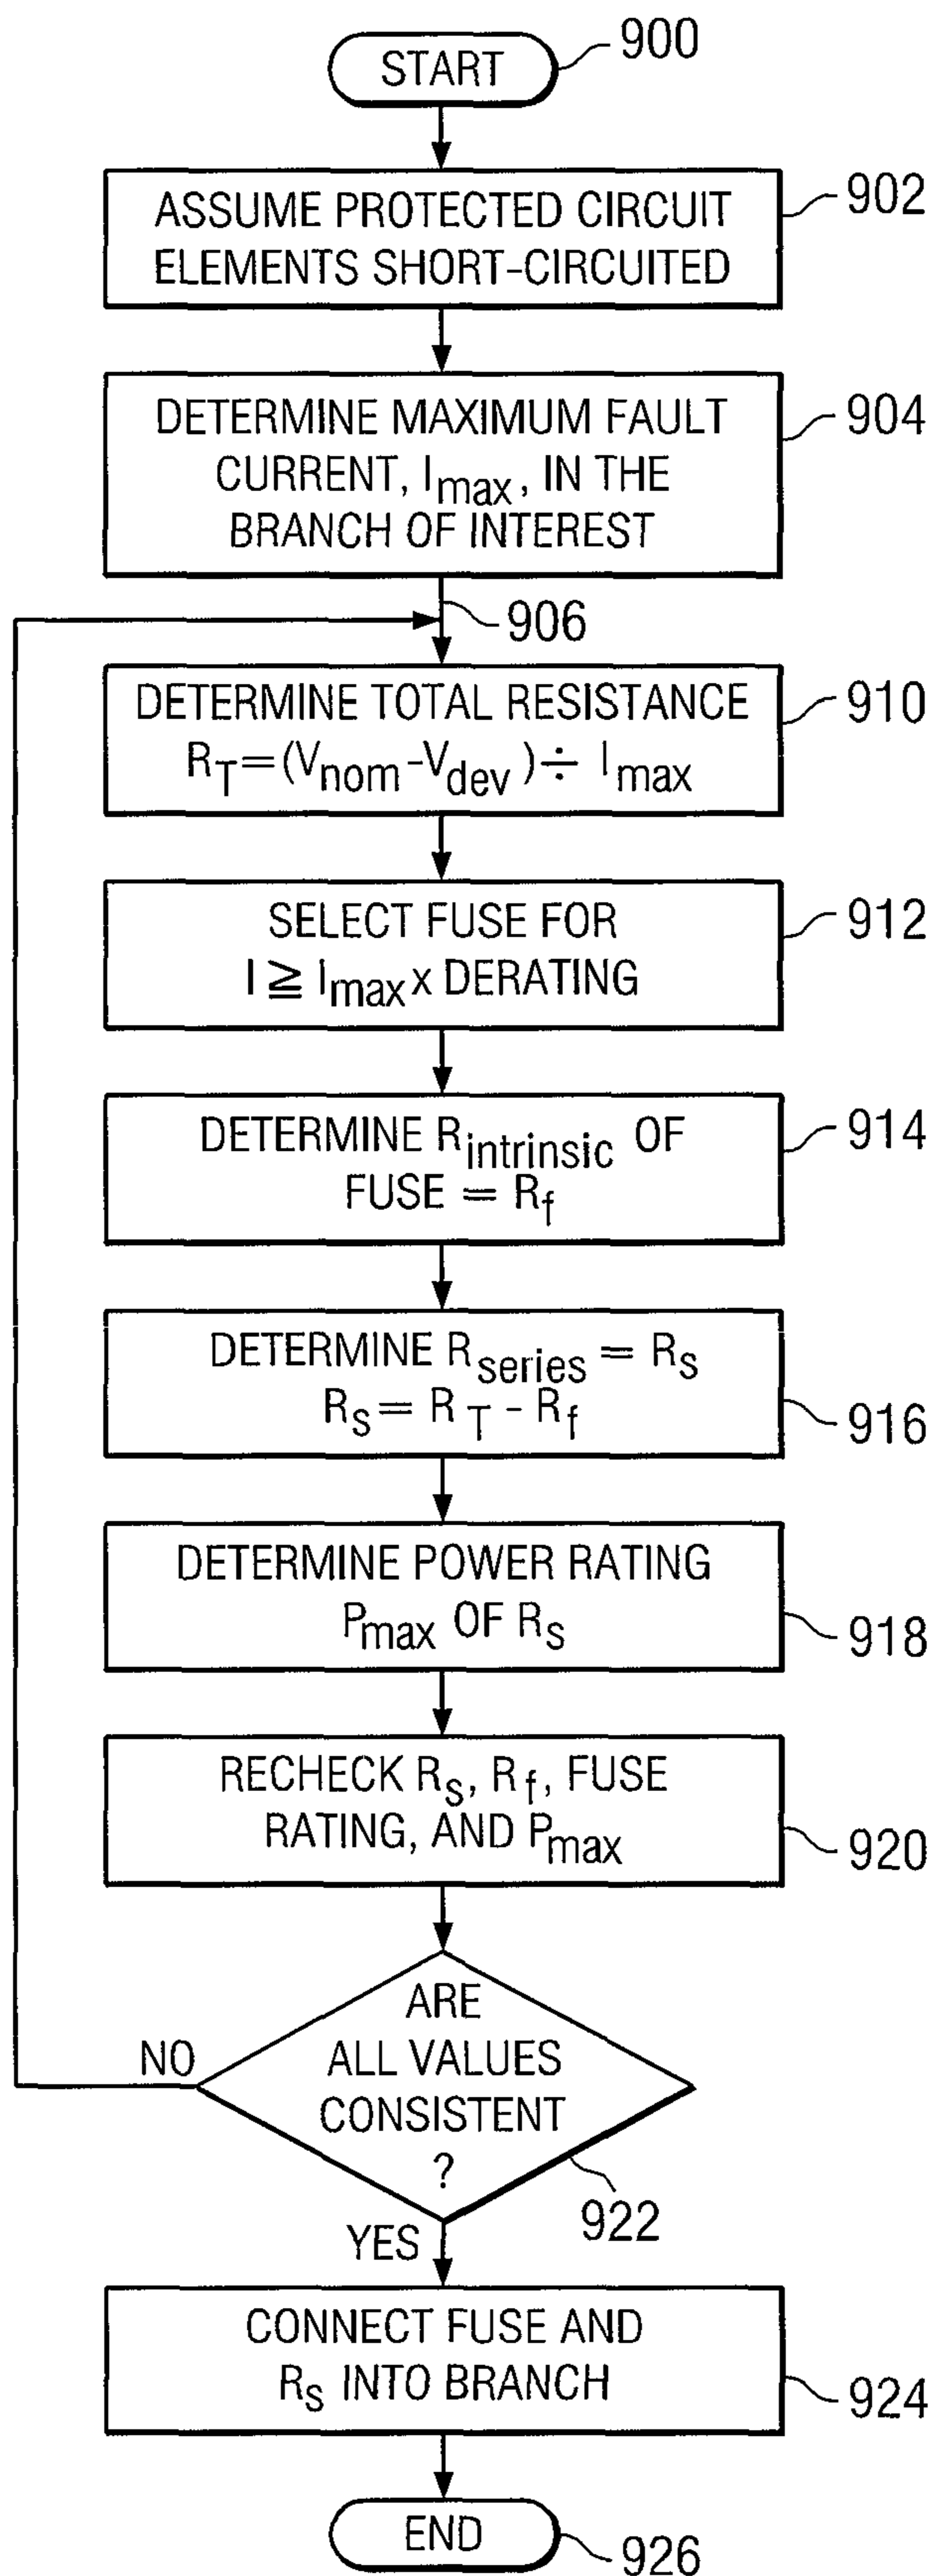 START
900
ASSUME PROTECTED CIRCUIT
ELEMENTS SHORT-CIRCUITED
902
DETERMINE MAXIMUM FAULT
CURRENT, Imax, IN THE
BRANCH OF INTEREST
904
906
DETERMINE TOTAL RESISTANCE
RT=(Vnom-Vdev)÷ Imax
910
SELECT FUSE FOR
I ≧ Imax x DERATING
912
DETERMINE Rintrinsic OF
FUSE = Rf
914
DETERMINE Rseries = Rs
Rs = RT - Rf
916
DETERMINE POWER RATING
Pmax OF Rs
918
RECHECK Rs, Rf, FUSE
RATING, AND Pmax
920
ARE
ALL VALUES
CONSISTENT
?
NO
922
YES
CONNECT FUSE AND
Rs INTO BRANCH
924
END
926